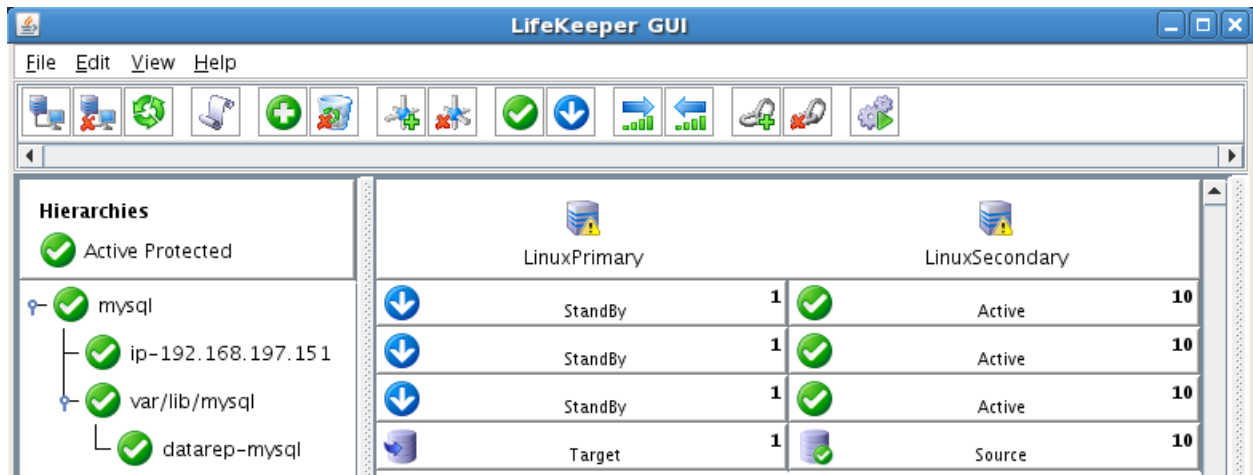 LifeKeeper GUI
File Edit View Help
Hierarchies
Active Protected
LinuxPrimary LinuxSecondary
mysql StandBy 1 Active 10
ip-192.168.197.151 StandBy 1 Active 10
var/lib/mysql StandBy 1 Active 10
datarep-mysql Target 1 Source 10